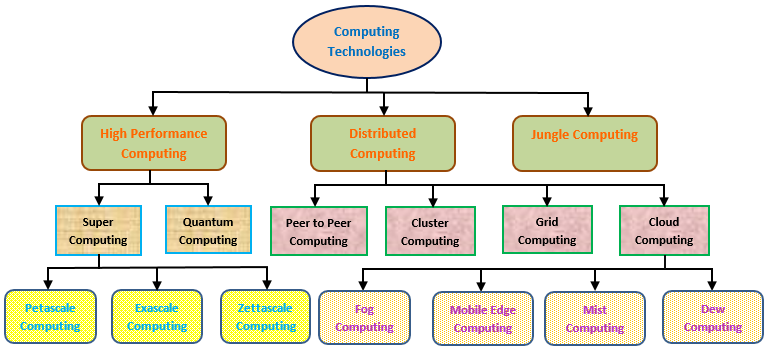 Computing
Technologies
High Performance
Computing
Distributed
Computing
Jungle Computing
Super
Computing
Quantum
Computing
Peer to Peer
Computing
Cluster
Computing
Grid
Computing
Cloud
Computing
Petascale
Computing
Exascale
Computing
Zettascale
Computing
Fog
Computing
Mobile Edge
Computing
Mist
Computing
Dew
Computing